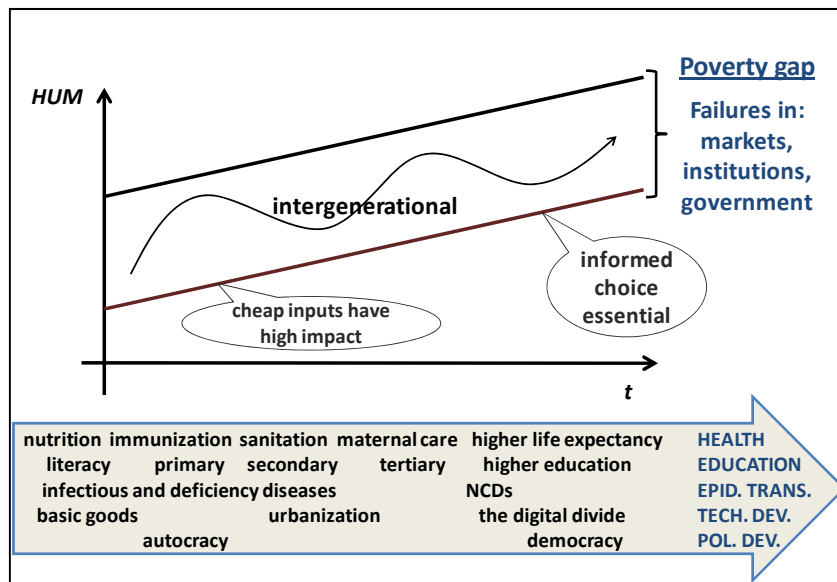 HUM
Poverty gap
Failures in:
markets,
institutions,
government
intergenerational
informed
choice
essential
cheap inputs have
high impact
t
nutrition immunization sanitation maternal care higher life expectancy HEALTH
literacy primary secondary tertiary higher education EDUCATION
infectious and deficiency diseases NCDs EPID. TRANS.
basic goods urbanization the digital divide TECH. DEV.
autocracy democracy POL. DEV.